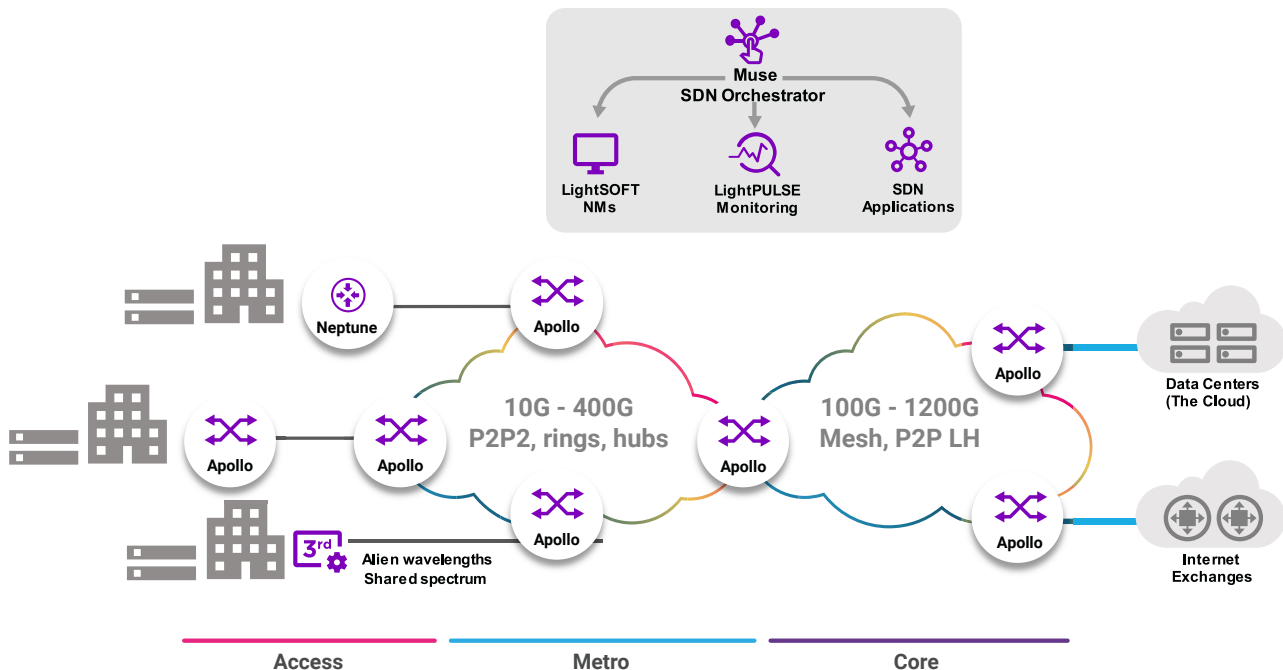 Muse
SDN Orchestrator
LightSOFT
NMs
LightPULSE
Monitoring
SDN
Applications
Neptune
Apollo
Apollo
Data Centers
(The Cloud)
10G - 400G
P2P2, rings, hubs
100G - 1200G
Mesh, P2P LH
Apollo
Apollo
Apollo
3rd
Alien wavelengths
Shared spectrum
Apollo
Apollo
Internet
Exchanges
Access
Metro
Core